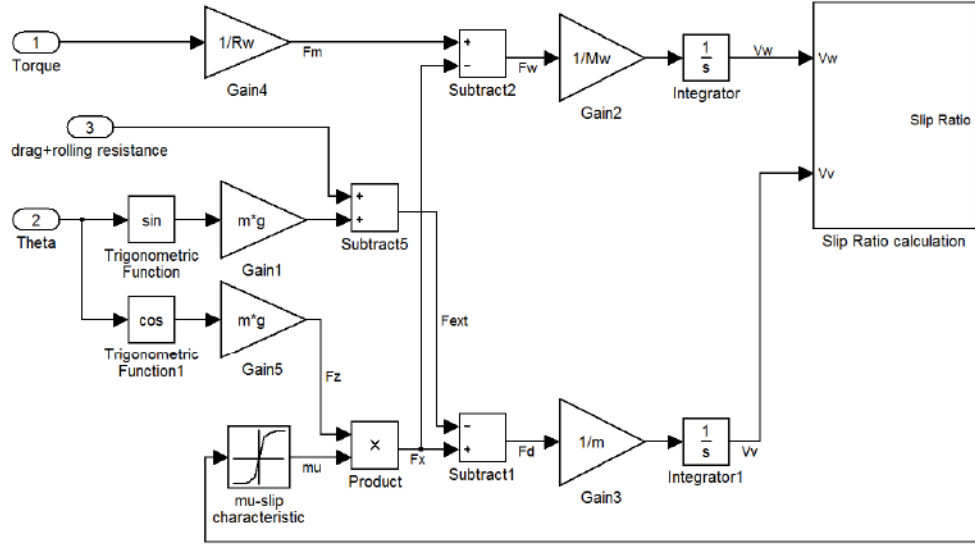 1
Torque
1/Rw
Gain4
Fm
+
−
Subtract2
Fw
1/Mw
Gain2
1
s
Integrator
Vw
Vw
Slip Ratio
Vv
Slip Ratio calculation
3
drag+rolling resistance
+
+
Subtract5
2
Theta
sin
Trigonometric
Function
m*g
Gain1
cos
Trigonometric
Function1
m*g
Gain5
Fz
Fext
mu-slip
characteristic
mu
×
Product
Fx
−
+
Subtract1
Fd
1/m
Gain3
1
s
Integrator1
Vv